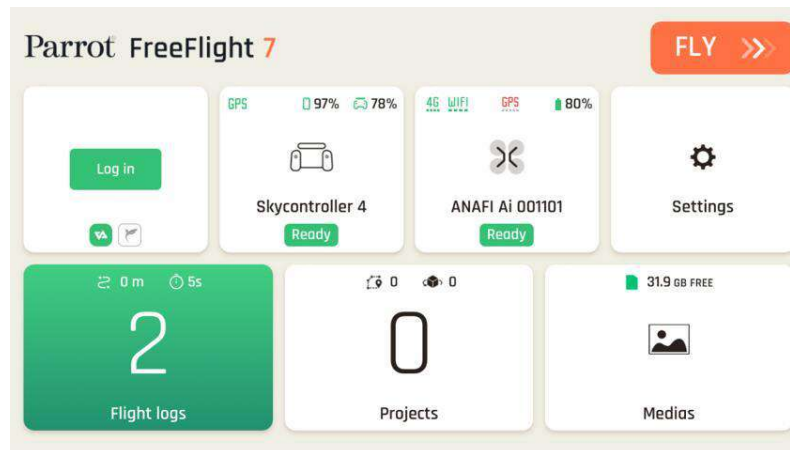 Parrot FreeFlight 7
FLY
Log in
GPS 97% 78%
Skycontroller 4
Ready
4G WIFI GPS 80%
ANAFI Ai 001101
Ready
Settings
0 m 5s
2
Flight logs
0 0
0
Projects
31.9 GB FREE
Medias